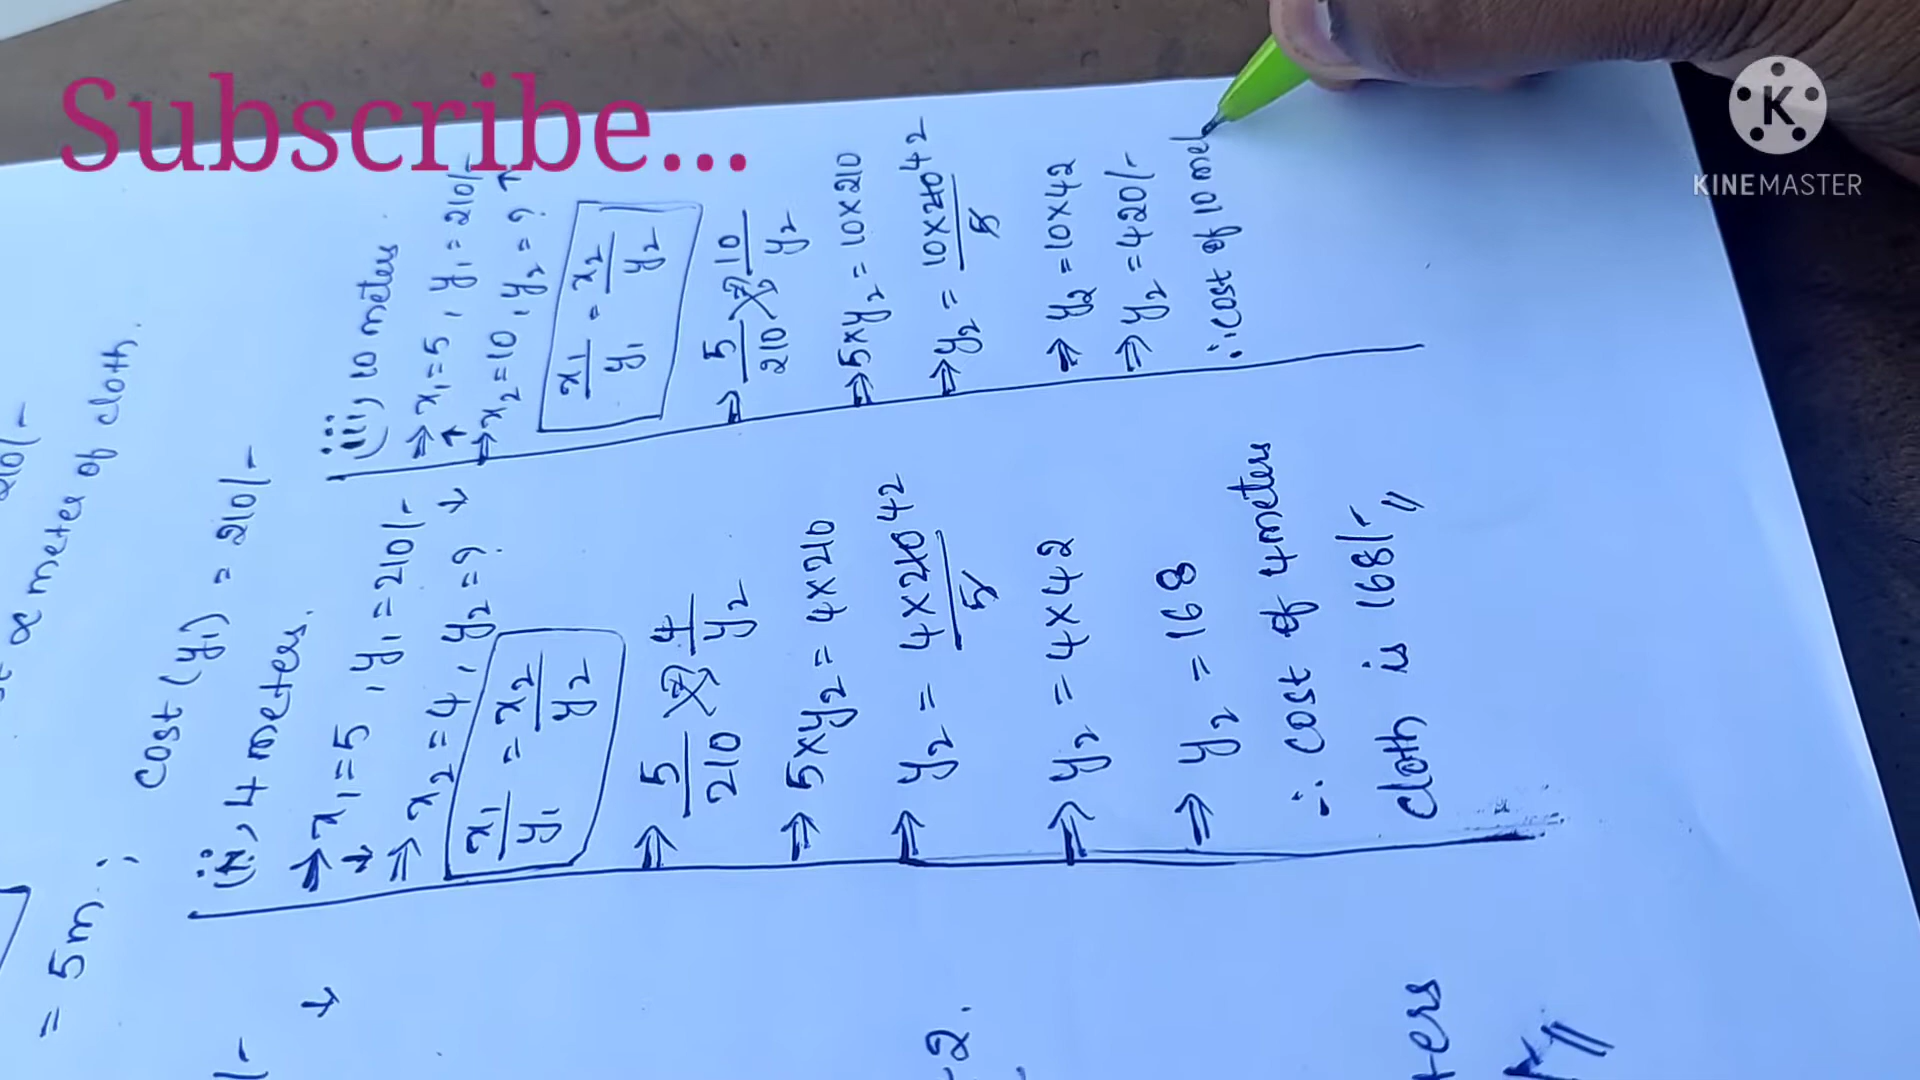 Subscribe...
KINEMASTER
210/-
meter of cloth.
= 5m ;
cost (y₁) = 210/-
(ii), 4 meters.
⇒ x₁ = 5 , y₁ = 210/-
↓
⇒ x₂ = 4 , y₂ = ? ↓
x₁/y₁ = x₂/y₂
⇒ 5/210 = 4/y₂
⇒ 5 x y₂ = 4 x 210
⇒ y₂ = 4 x 210 42 / 5
⇒ y₂ = 4 x 42
⇒ y₂ = 168
∴ cost of 4 meters
cloth is 168/-
(iii), 10 meters
⇒ x₁ = 5 , y₁ = 210/-
↑
⇒ x₂ = 10 , y₂ = ? ↑
x₁/y₁ = x₂/y₂
⇒ 5/210 = 10/y₂
⇒ 5 x y₂ = 10 x 210
⇒ y₂ = 10 x 210 42 / 5
⇒ y₂ = 10 x 42
⇒ y₂ = 420/-
∴ cost of 10 met